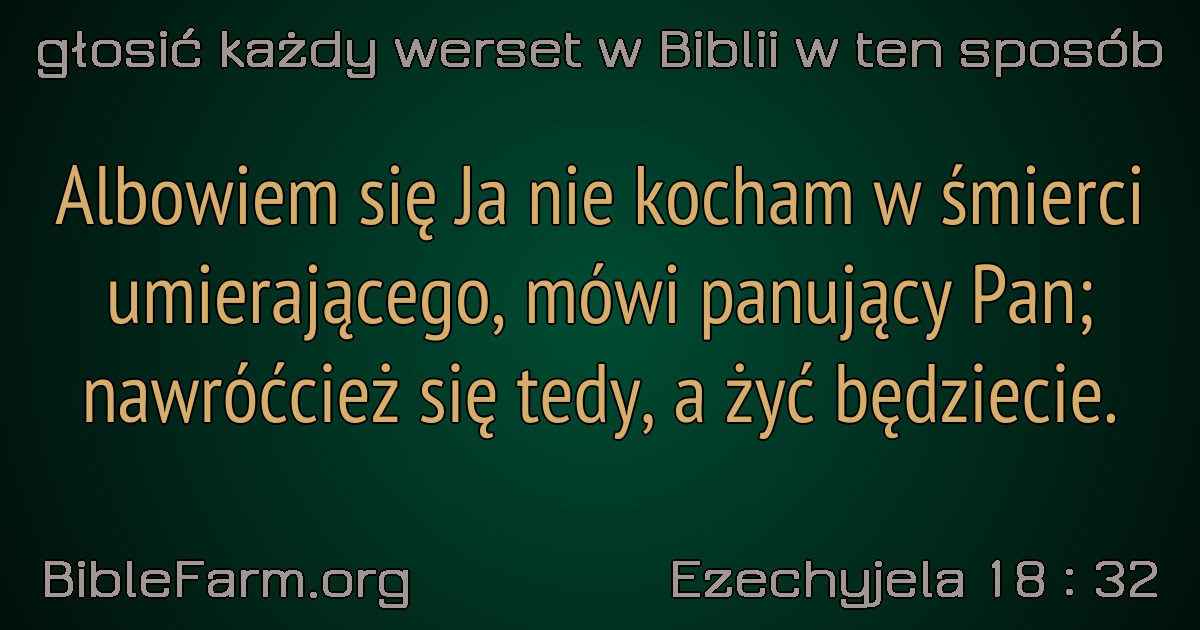 głosić każdy werset w Biblii w ten sposób
Albowiem się Ja nie kocham w śmierci
umierającego, mówi panujący Pan;
nawróććież się tedy, a żyć będziecie.
BibleFarm.org
Ezechyjela 18 : 32